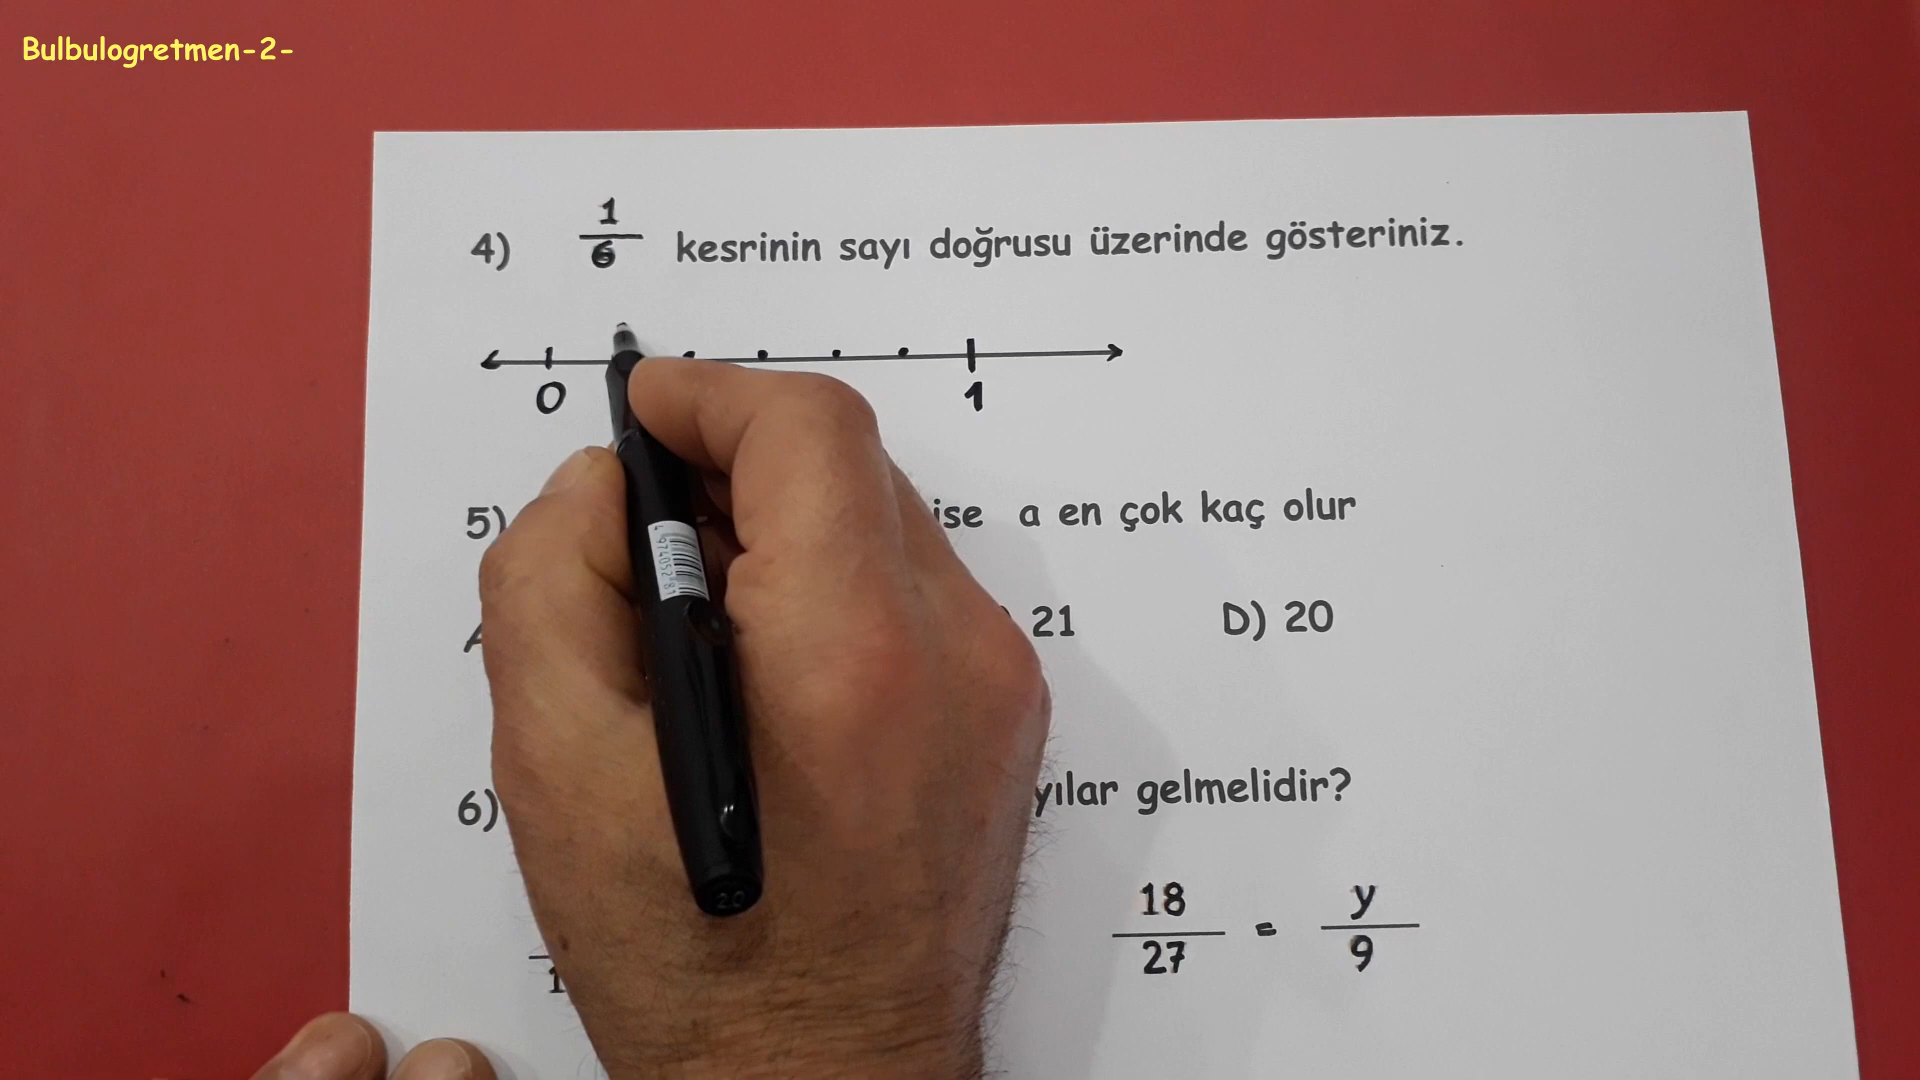 Bulbulogretmen-2-
4) 1/6 kesrinin sayı doğrusu üzerinde gösteriniz.
0 1
5) ise a en çok kaç olur
21 D) 20
6) gelmelidir?
18/27 = y/9